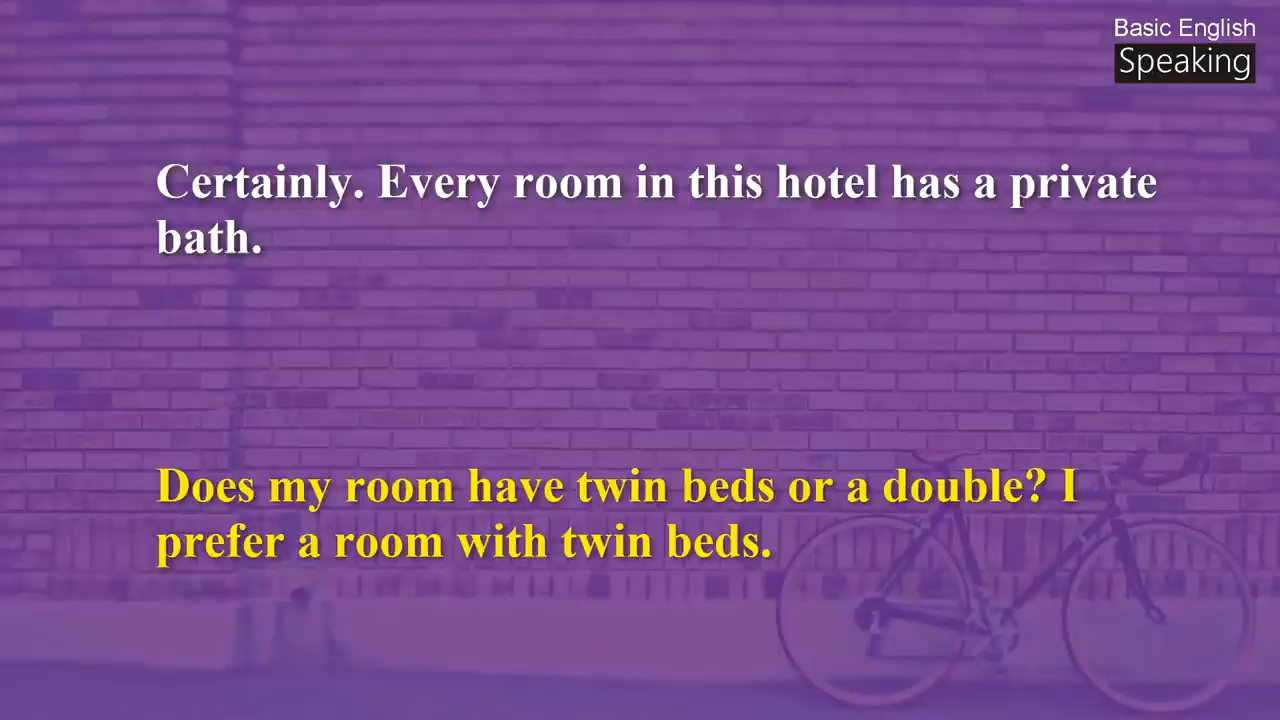 Basic English
Speaking
Certainly. Every room in this hotel has a private
bath.
Does my room have twin beds or a double? I
prefer a room with twin beds.